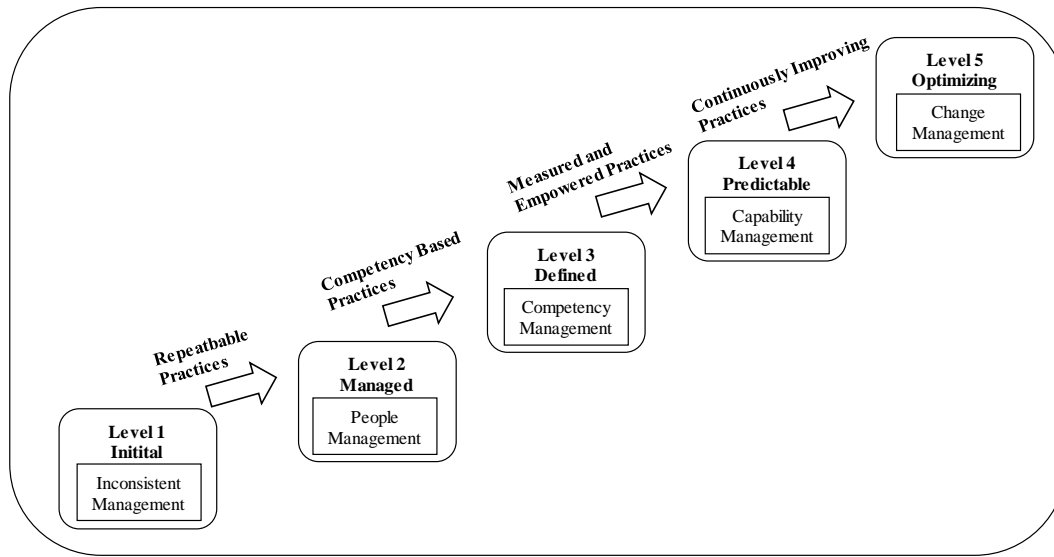 Level 1
Initital
Inconsistent
Management
Repeatbable
Practices
Level 2
Managed
People
Management
Competency Based
Practices
Level 3
Defined
Competency
Management
Measured and
Empowered Practices
Level 4
Predictable
Capability
Management
Continuously Improving
Practices
Level 5
Optimizing
Change
Management